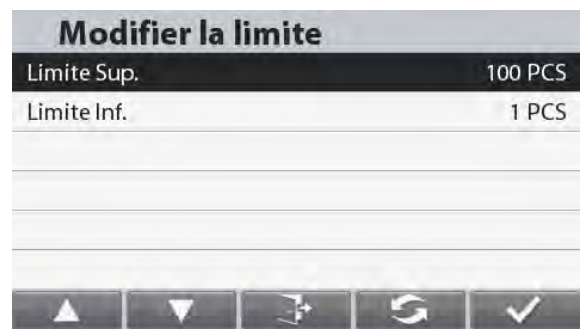 Modifier la limite
Limite Sup. 100 PCS
Limite Inf. 1 PCS